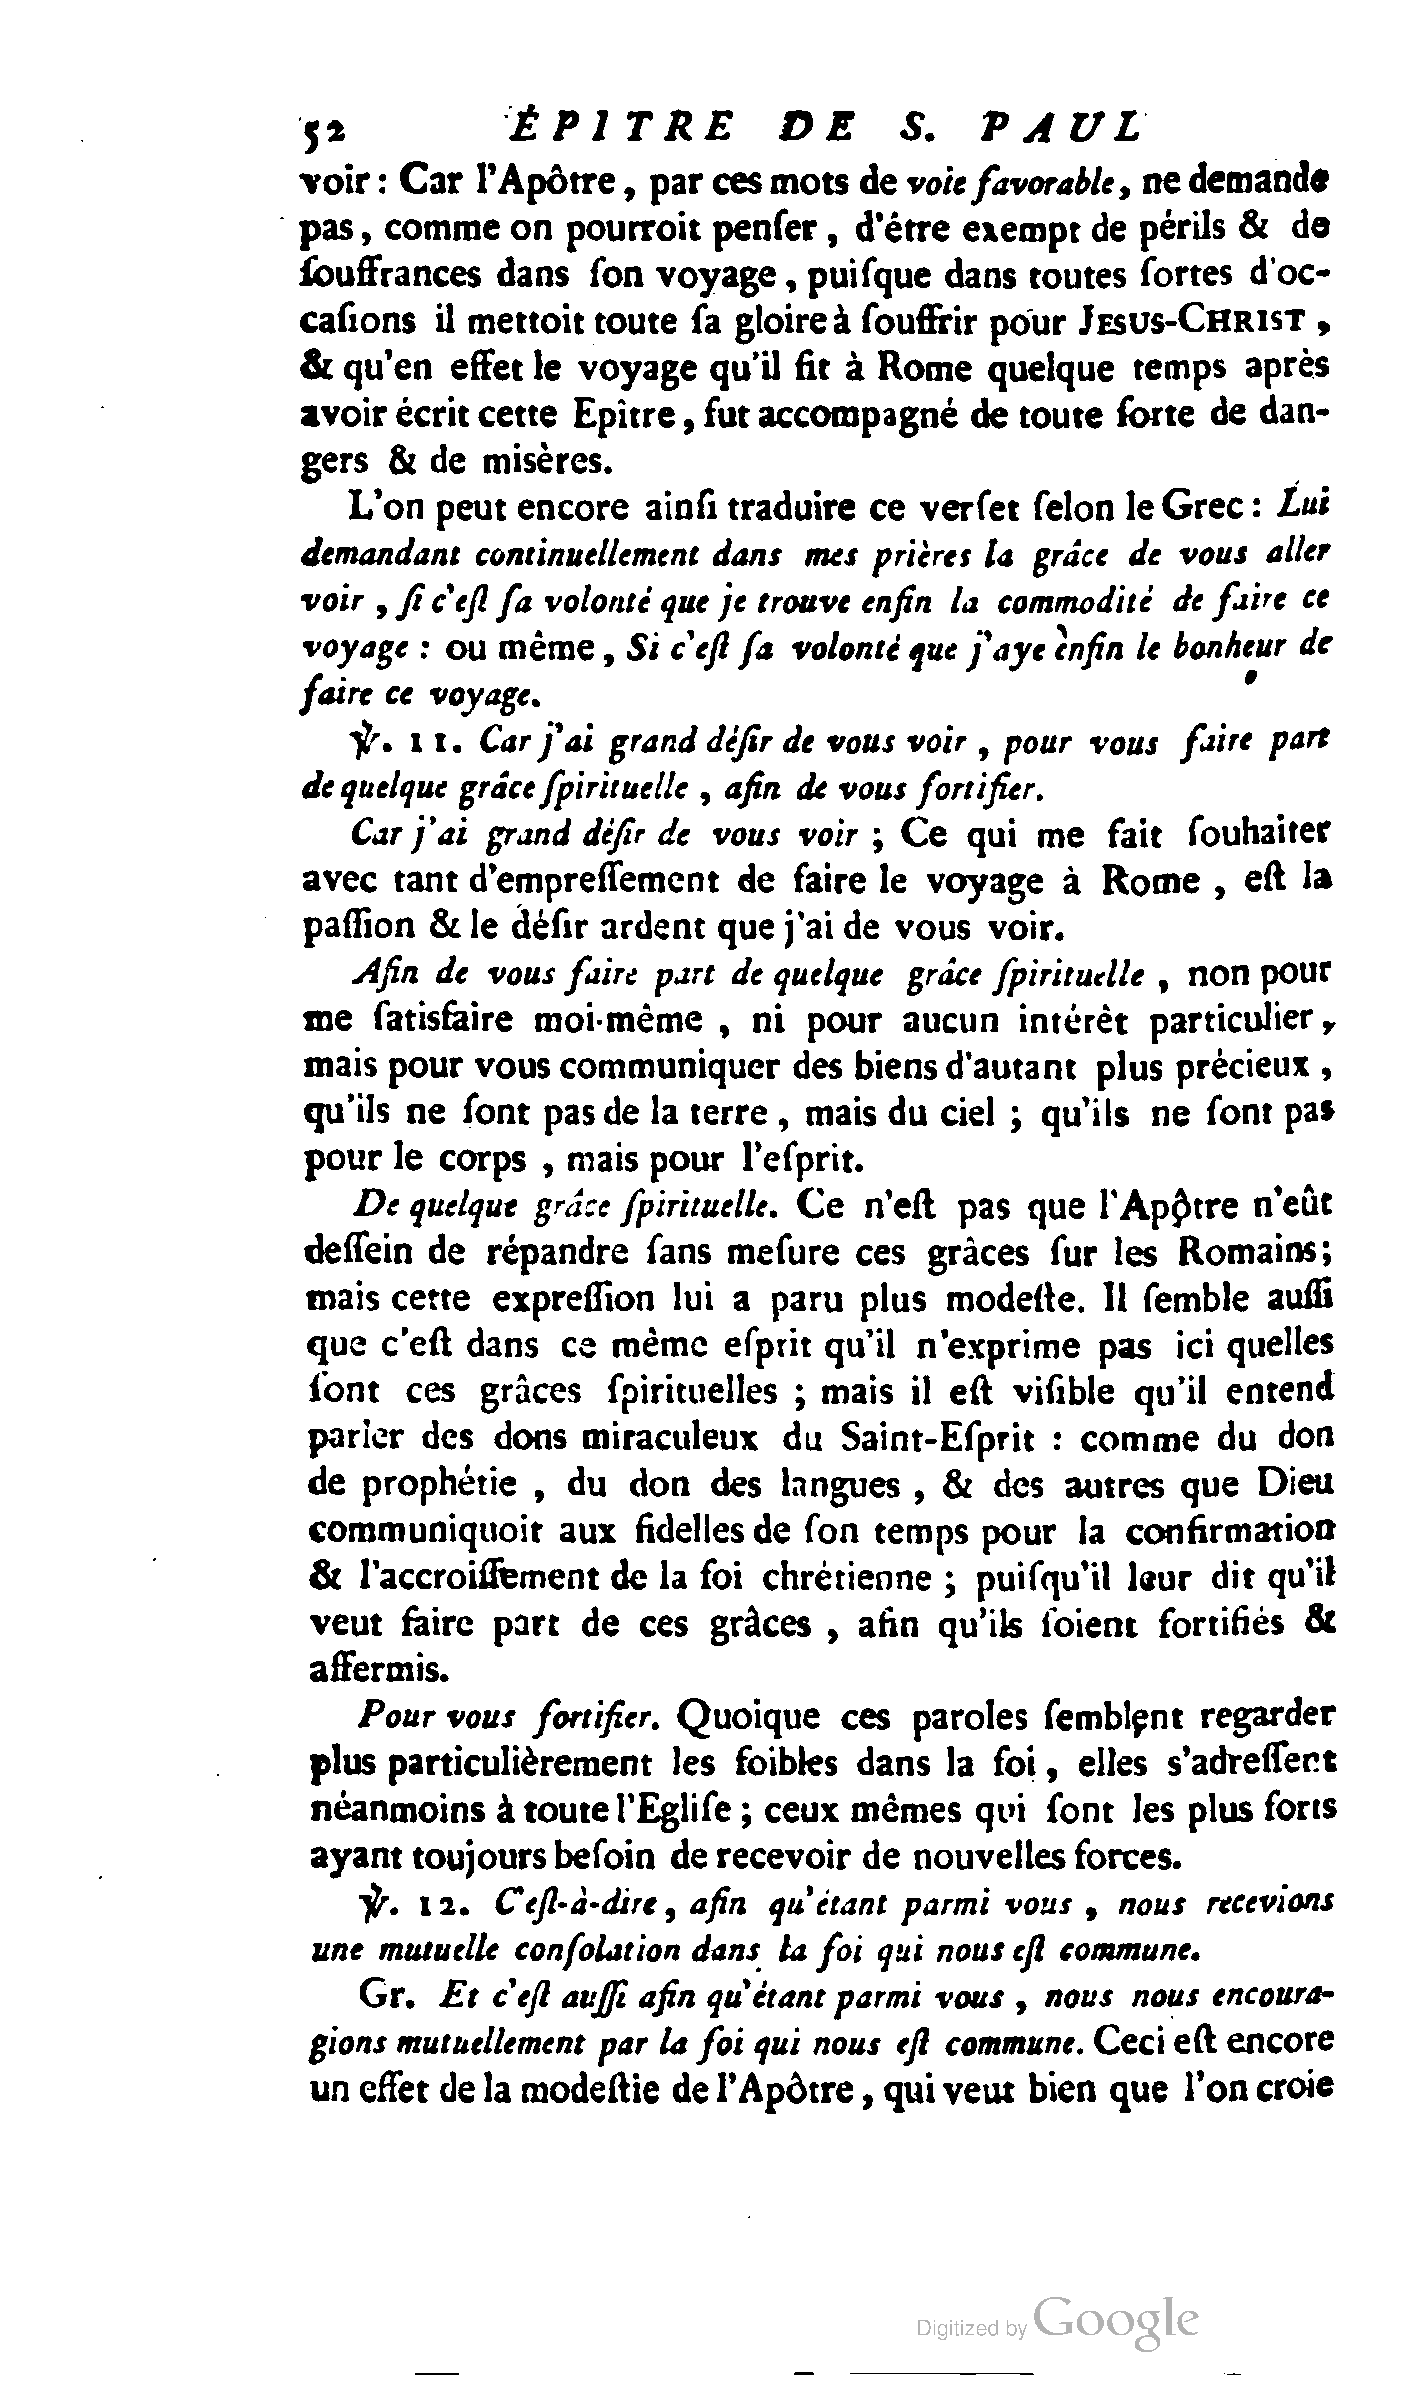 52 ÉPITRE DE S. PAUL
voir : Car l'Apôtre, par ces mots de voie favorable, ne demande
pas, comme on pourroit penſer, d'étre exempt de périls & de
ſouffrances dans ſon voyage, puiſque dans toutes ſortes d'oc-
caſions il mettoit toute ſa gloire à ſouffrir pour JESUS-CHRIST,
& qu'en effet le voyage qu'il fit à Rome quelque temps après
avoir écrit cette Epître, fut accompagné de toute ſorte de dan-
gers & de misères.
L'on peut encore ainſi traduire ce verſet ſelon le Grec : Lui
demandant continuellement dans mes prières la grâce de vous aller
voir, ſi c'eſt ſa volonté que je trouve enfin la commodité de faire ce
voyage : ou même, Si c'eſt ſa volonté que j'aye enfin le bonheur de
faire ce voyage.
℣. 11. Car j'ai grand déſir de vous voir, pour vous faire part
de quelque grâce ſpirituelle, afin de vous fortifier.
Car j'ai grand déſir de vous voir ; Ce qui me fait ſouhaiter
avec tant d'empreſſement de faire le voyage à Rome, eſt la
paſſion & le déſir ardent que j'ai de vous voir.
Afin de vous faire part de quelque grâce ſpirituelle, non pour
me ſatisfaire moi-même, ni pour aucun intérêt particulier,
mais pour vous communiquer des biens d'autant plus précieux,
qu'ils ne ſont pas de la terre, mais du ciel ; qu'ils ne ſont pas
pour le corps, mais pour l'eſprit.
De quelque grâce ſpirituelle. Ce n'eſt pas que l'Apôtre n'eût
deſſein de répandre ſans meſure ces grâces ſur les Romains;
mais cette expreſſion lui a paru plus modeſte. Il ſemble auſſi
que c'eſt dans ce même eſprit qu'il n'exprime pas ici quelles
ſont ces grâces ſpirituelles ; mais il eſt viſible qu'il entend
parler des dons miraculeux du Saint-Eſprit : comme du don
de prophétie, du don des langues, & des autres que Dieu
communiquoit aux fidelles de ſon temps pour la confirmation
& l'accroiſſement de la foi chrétienne ; puiſqu'il leur dit qu'il
veut faire part de ces grâces, afin qu'ils ſoient fortifiés &
affermis.
Pour vous fortifier. Quoique ces paroles ſemblent regarder
plus particulièrement les foibles dans la foi, elles s'adreſſent
néanmoins à toute l'Egliſe ; ceux mêmes qui ſont les plus forts
ayant toujours beſoin de recevoir de nouvelles forces.
℣. 12. C'eſt-à-dire, afin qu'étant parmi vous, nous recevions
une mutuelle conſolation dans la foi qui nous eſt commune.
Gr. Et c'eſt auſſi afin qu'étant parmi vous, nous nous encoura-
gions mutuellement par la foi qui nous eſt commune. Ceci eſt encore
un effet de la modeſtie de l'Apôtre, qui veut bien que l'on croie
Digitized by Google